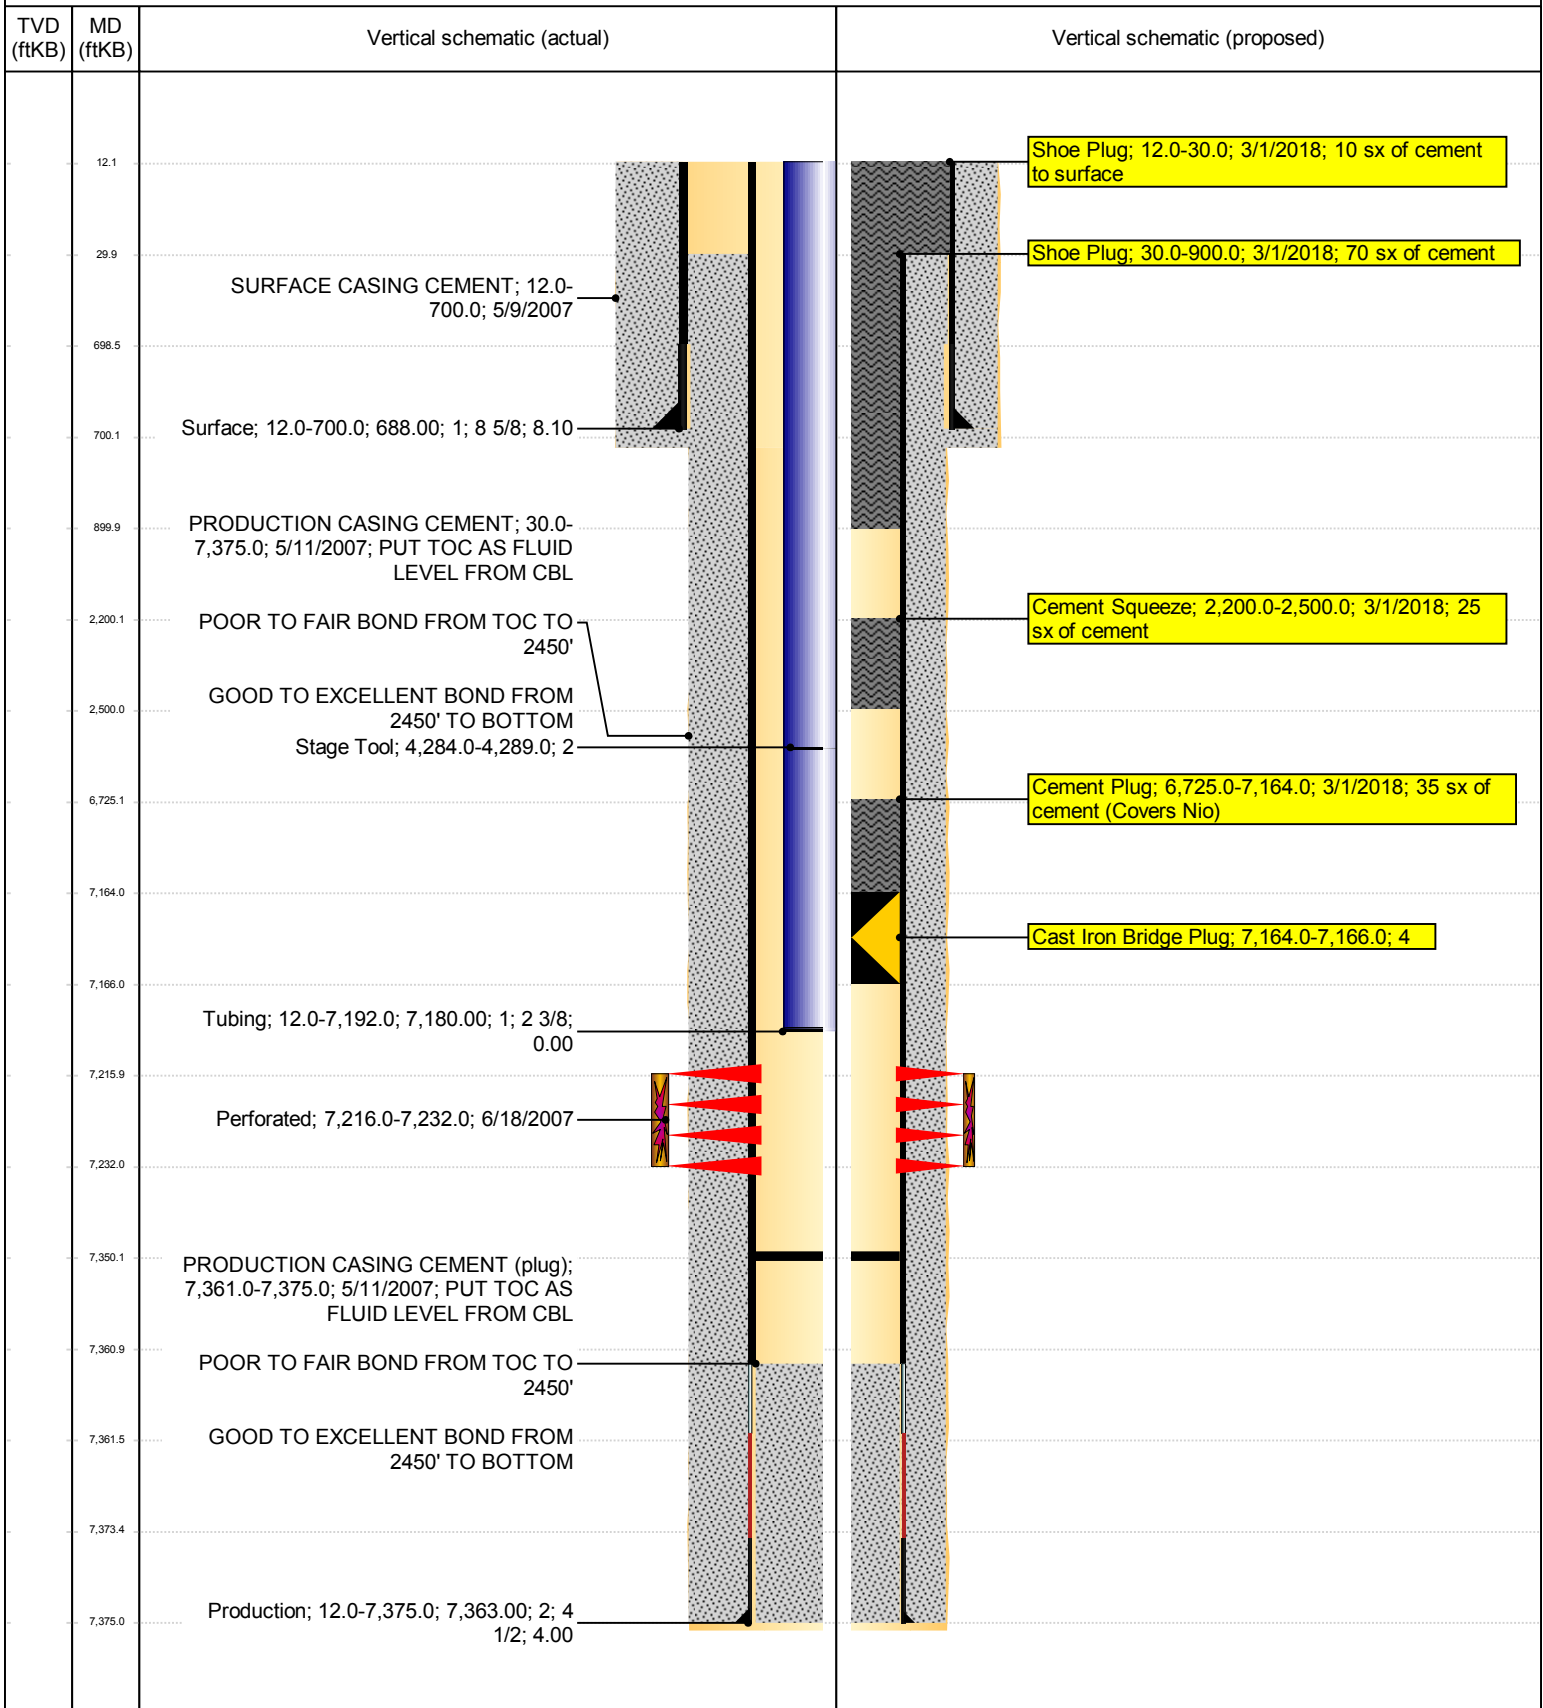 TVD
(ftKB)
MD
(ftKB)
Vertical schematic (actual)
Vertical schematic (proposed)
12.1
29.9
698.5
700.1
899.9
2,200.1
2,500.0
6,725.1
7,164.0
7,166.0
7,215.9
7,232.0
7,350.1
7,360.9
7,361.5
7,373.4
7,375.0
SURFACE CASING CEMENT; 12.0-
700.0; 5/9/2007
Surface; 12.0-700.0; 688.00; 1; 8 5/8; 8.10
PRODUCTION CASING CEMENT; 30.0-
7,375.0; 5/11/2007; PUT TOC AS FLUID
LEVEL FROM CBL
POOR TO FAIR BOND FROM TOC TO
2450'
GOOD TO EXCELLENT BOND FROM
2450' TO BOTTOM
Stage Tool; 4,284.0-4,289.0; 2
Tubing; 12.0-7,192.0; 7,180.00; 1; 2 3/8;
0.00
Perforated; 7,216.0-7,232.0; 6/18/2007
PRODUCTION CASING CEMENT (plug);
7,361.0-7,375.0; 5/11/2007; PUT TOC AS
FLUID LEVEL FROM CBL
POOR TO FAIR BOND FROM TOC TO
2450'
GOOD TO EXCELLENT BOND FROM
2450' TO BOTTOM
Production; 12.0-7,375.0; 7,363.00; 2; 4
1/2; 4.00
Shoe Plug; 12.0-30.0; 3/1/2018; 10 sx of cement
to surface
Shoe Plug; 30.0-900.0; 3/1/2018; 70 sx of cement
Cement Squeeze; 2,200.0-2,500.0; 3/1/2018; 25
sx of cement
Cement Plug; 6,725.0-7,164.0; 3/1/2018; 35 sx of
cement (Covers Nio)
Cast Iron Bridge Plug; 7,164.0-7,166.0; 4